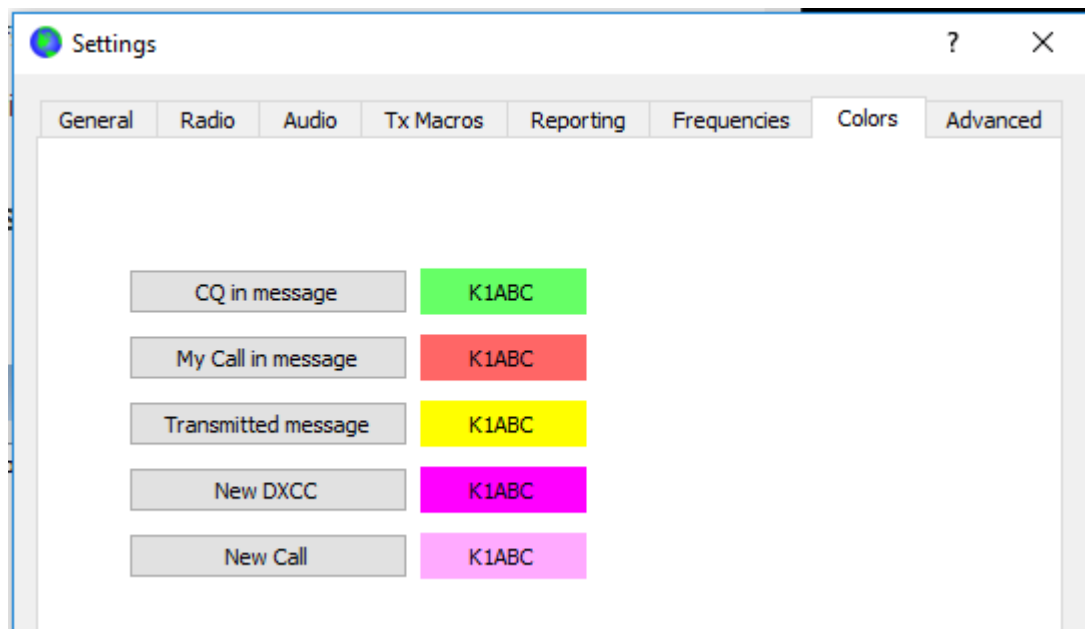 Settings
?
General Radio Audio Tx Macros Reporting Frequencies Colors Advanced
CQ in message K1ABC
My Call in message K1ABC
Transmitted message K1ABC
New DXCC K1ABC
New Call K1ABC